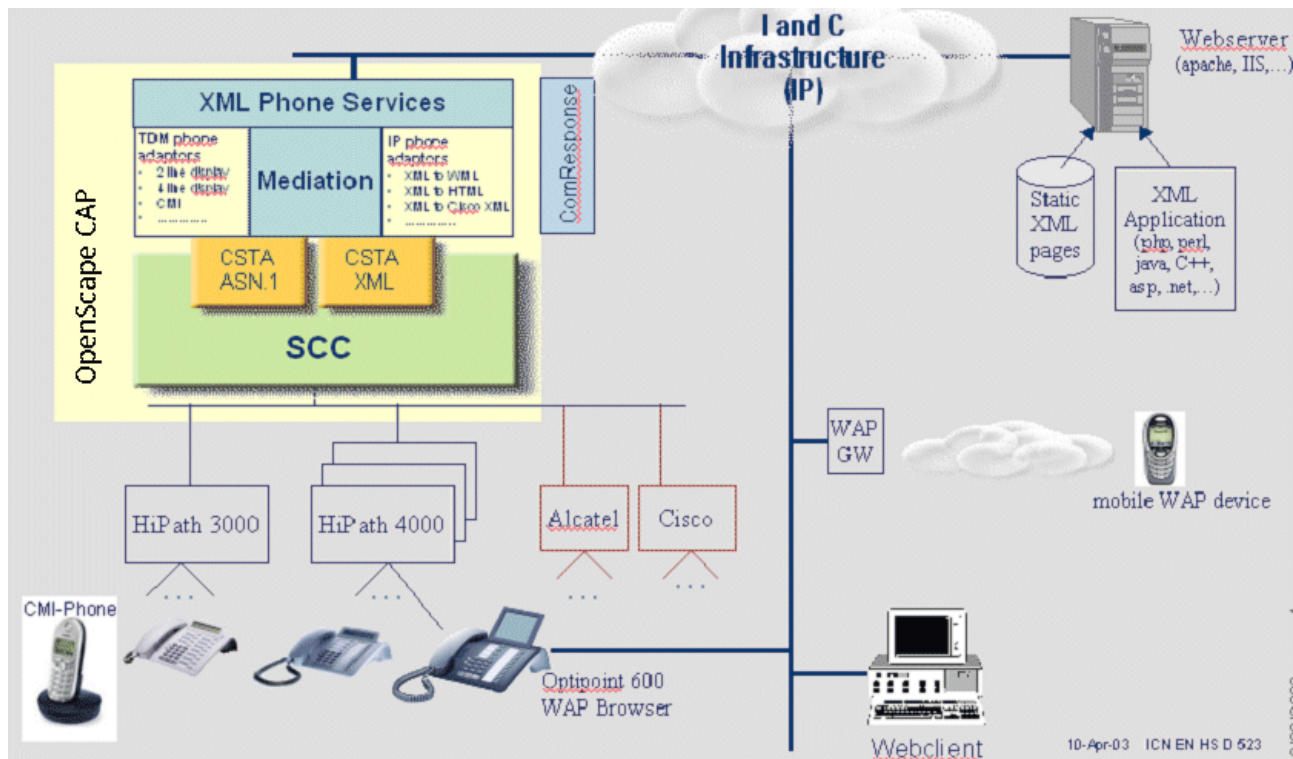 I and C
Infrastructure
(IP)
Webserver
(apache, IIS,...)
XML Phone Services
TDM phone
adaptors
• 2 line display
• 4 line display
• CMI
• .............
Mediation
IP phone
adaptors
• XML to WML
• XML to HTML
• XML to Cisco XML
• .............
ComResponse
OpenScape CAP
CSTA
ASN.1
CSTA
XML
SCC
Static
XML
pages
XML
Application
(php, perl,
java, C++,
asp, .net,...)
WAP
GW
mobile WAP device
HiPath 3000
HiPath 4000
Alcatel
Cisco
...
...
...
...
CMI-Phone
Optipoint 600
WAP Browser
Webclient
10-Apr-03 ICN EN HS D 523